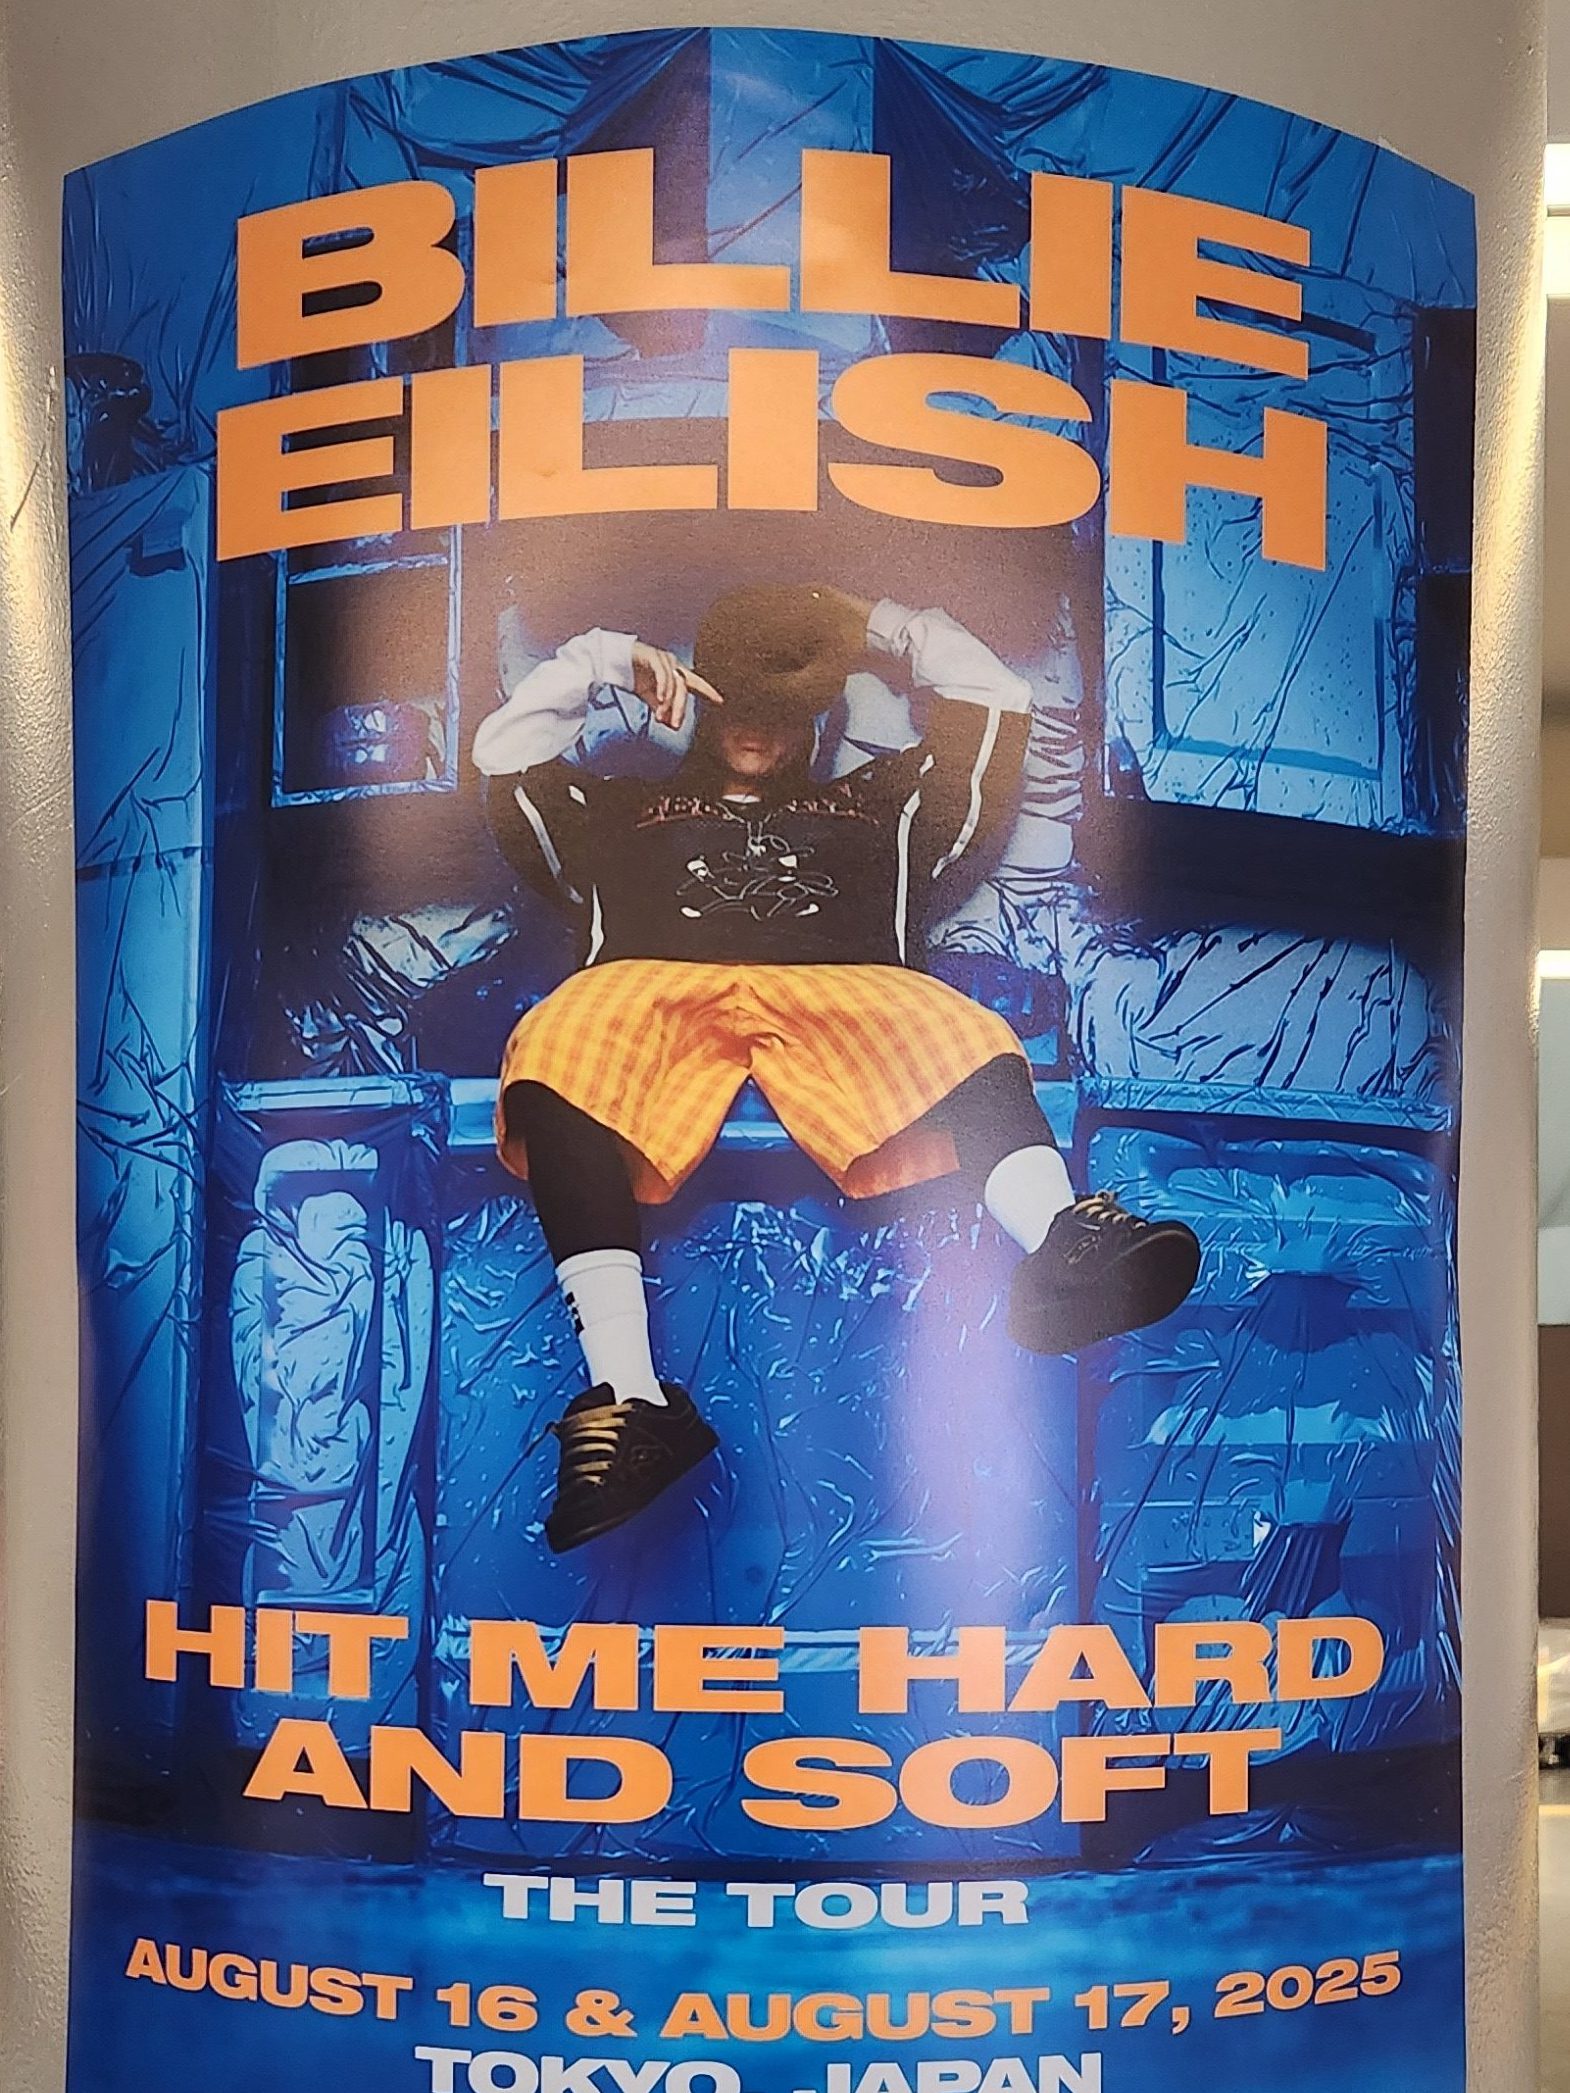 BILLIE
EILISH
HIT ME HARD
AND SOFT
THE TOUR
AUGUST 16 & AUGUST 17, 2025
TOKYO, JAPAN